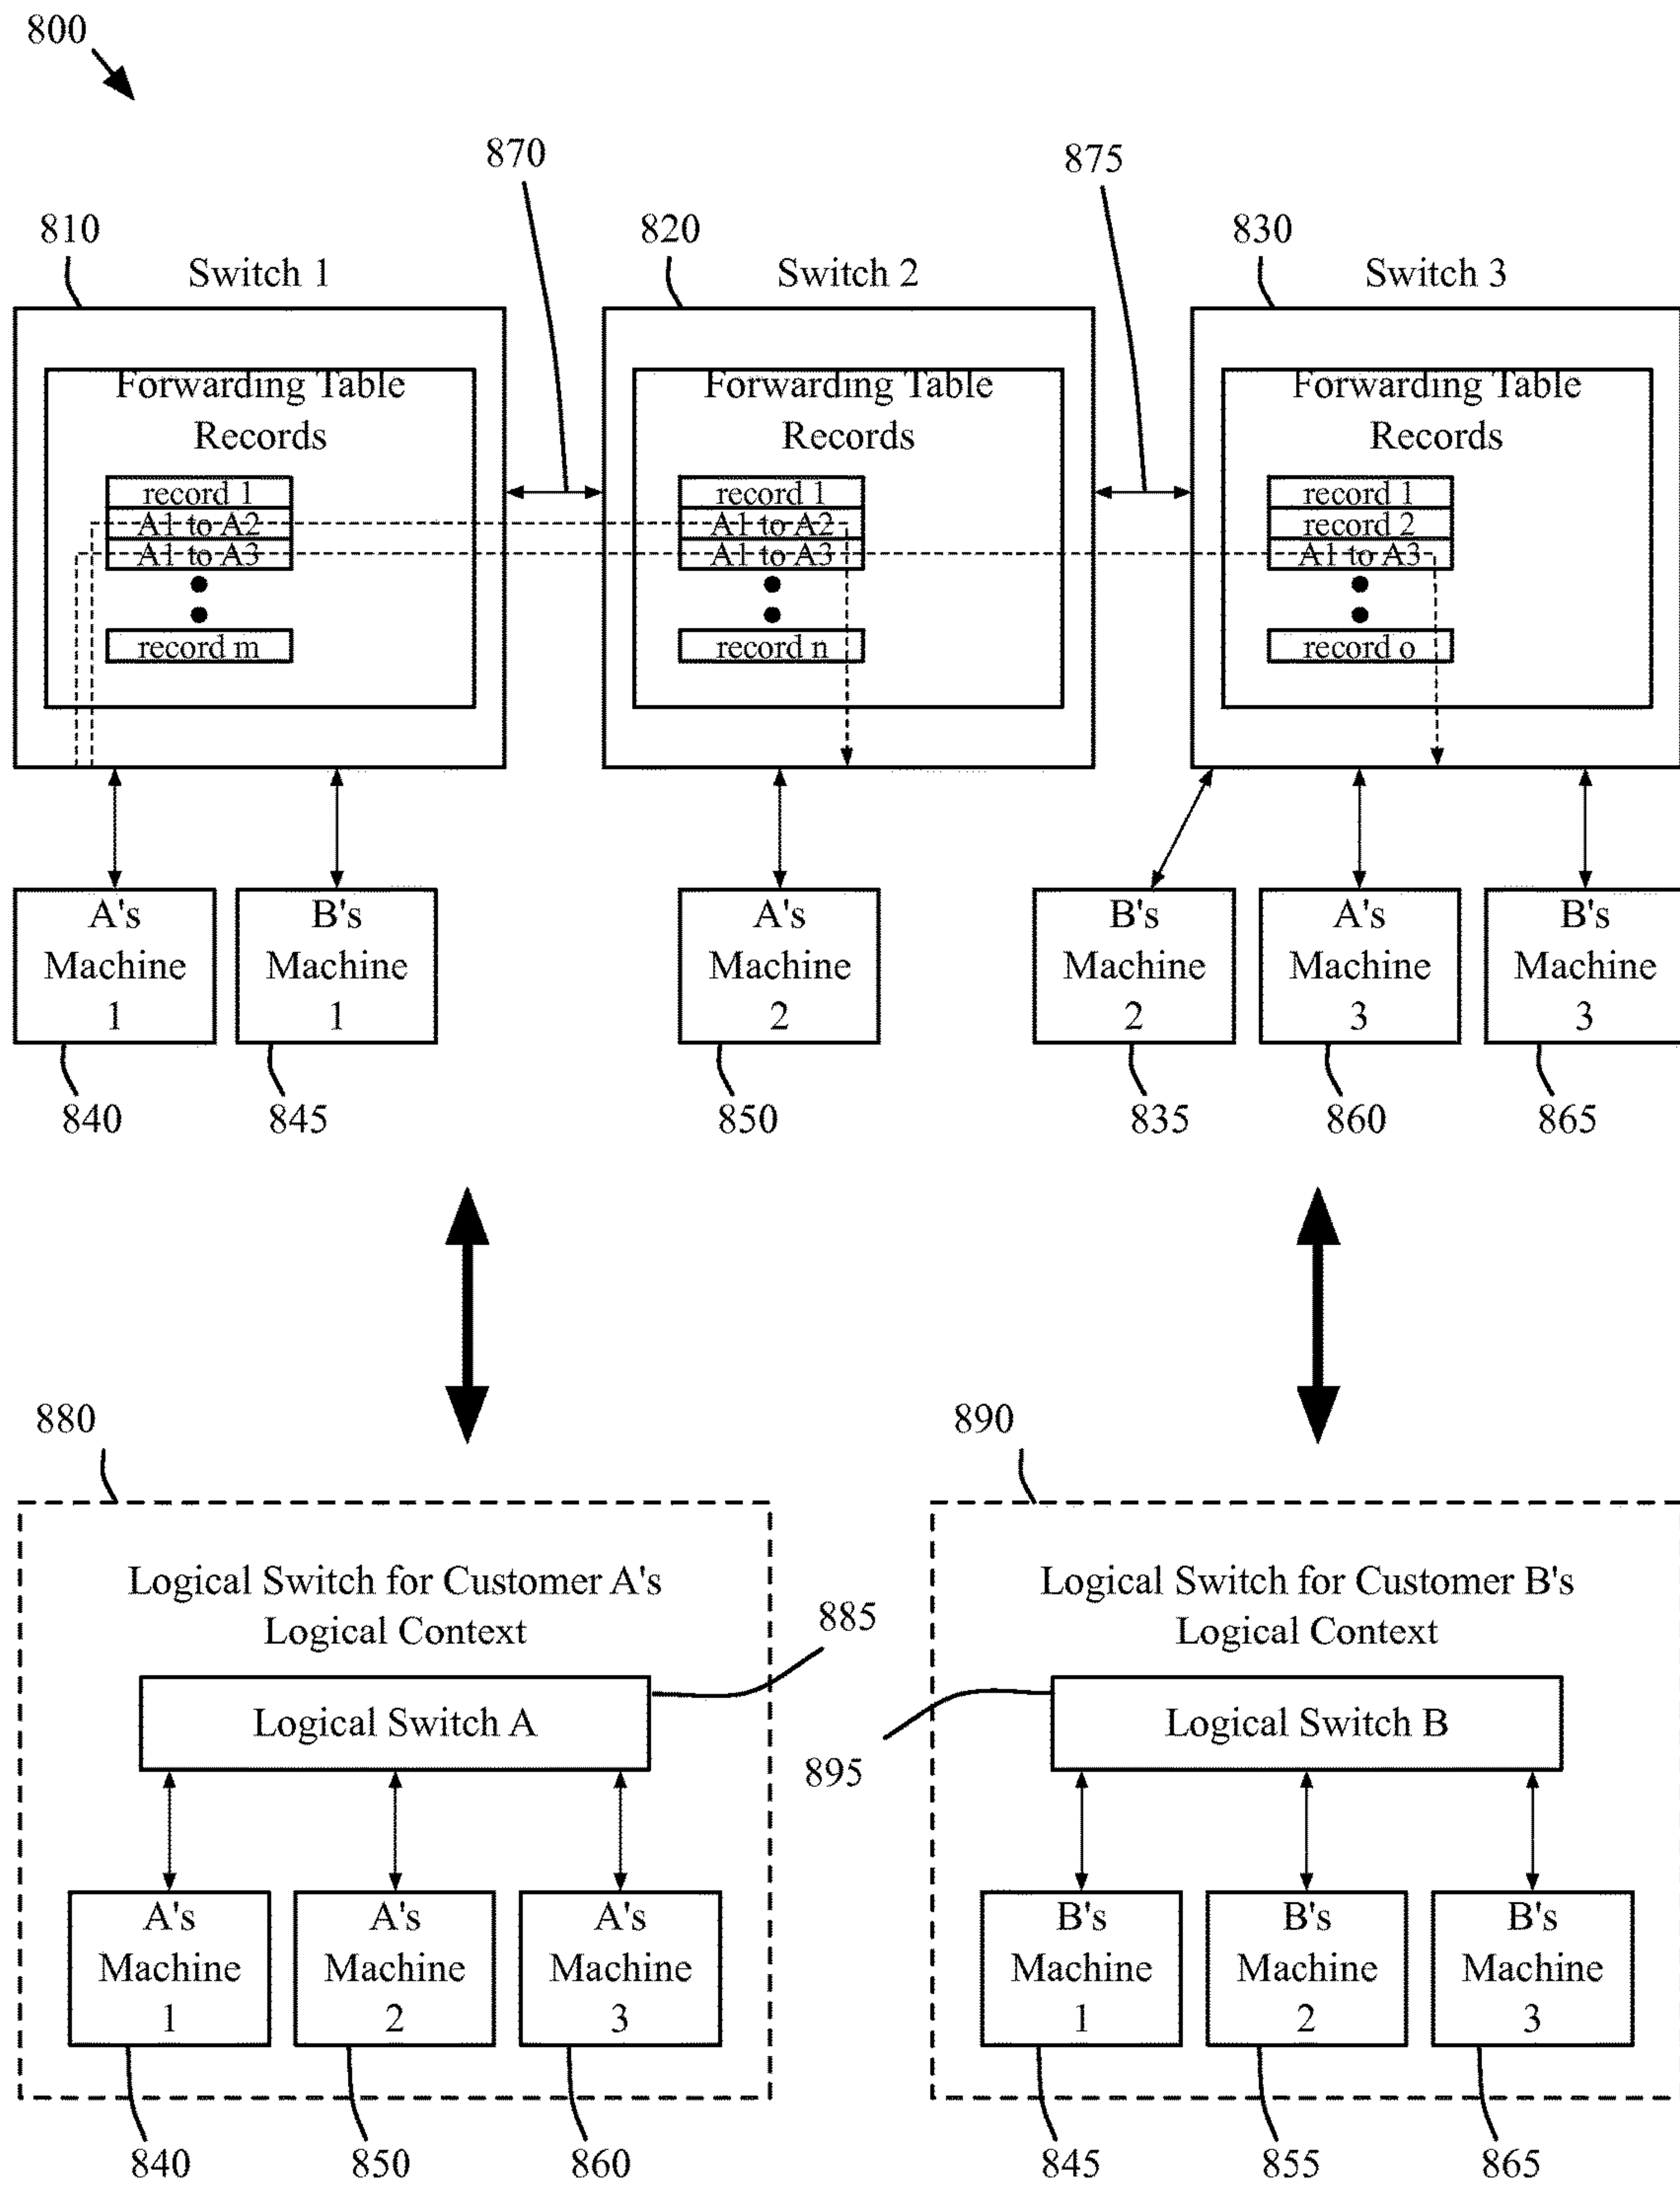 800
870
875
810
820
830
Switch 1
Switch 2
Switch 3
Forwarding Table
Records
record 1
A1 to A2
A1 to A3
record m
Forwarding Table
Records
record 1
A1 to A2
A1 to A3
record n
Forwarding Table
Records
record 1
record 2
A1 to A3
record o
A's
Machine
1
B's
Machine
1
A's
Machine
2
B's
Machine
2
A's
Machine
3
B's
Machine
3
840
845
850
835
860
865
880
890
Logical Switch for Customer A's
Logical Context
885
Logical Switch A
A's
Machine
1
A's
Machine
2
A's
Machine
3
840
850
860
Logical Switch for Customer B's
Logical Context
895
Logical Switch B
B's
Machine
1
B's
Machine
2
B's
Machine
3
845
855
865